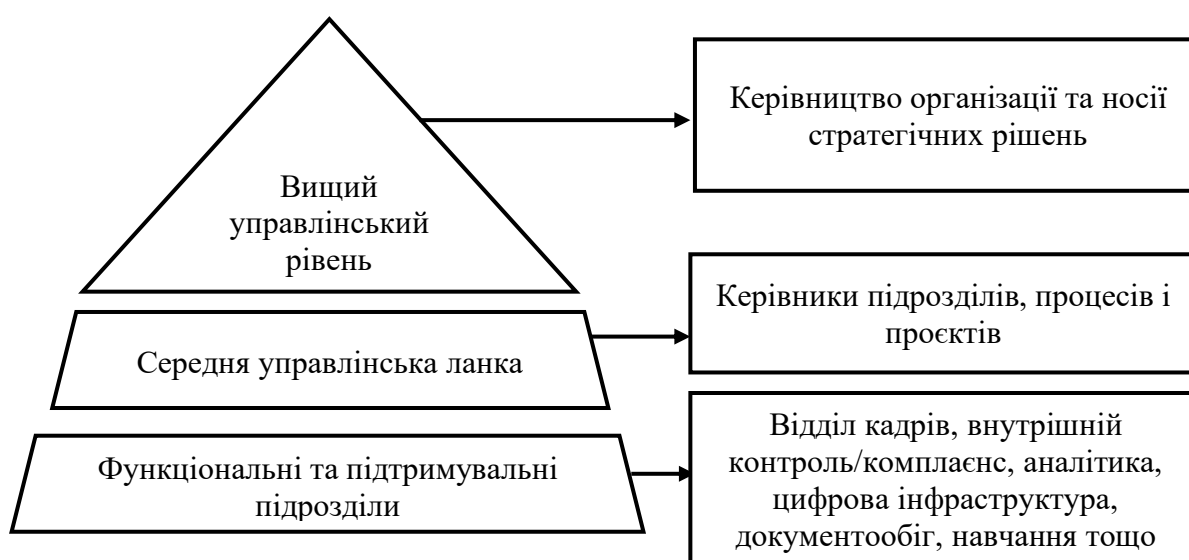 Вищий
управлінський
рівень
Керівництво організації та носії
стратегічних рішень
Середня управлінська ланка
Керівники підрозділів, процесів і
проєктів
Функціональні та підтримувальні
підрозділи
Відділ кадрів, внутрішній
контроль/комплаєнс, аналітика,
цифрова інфраструктура,
документообіг, навчання тощо